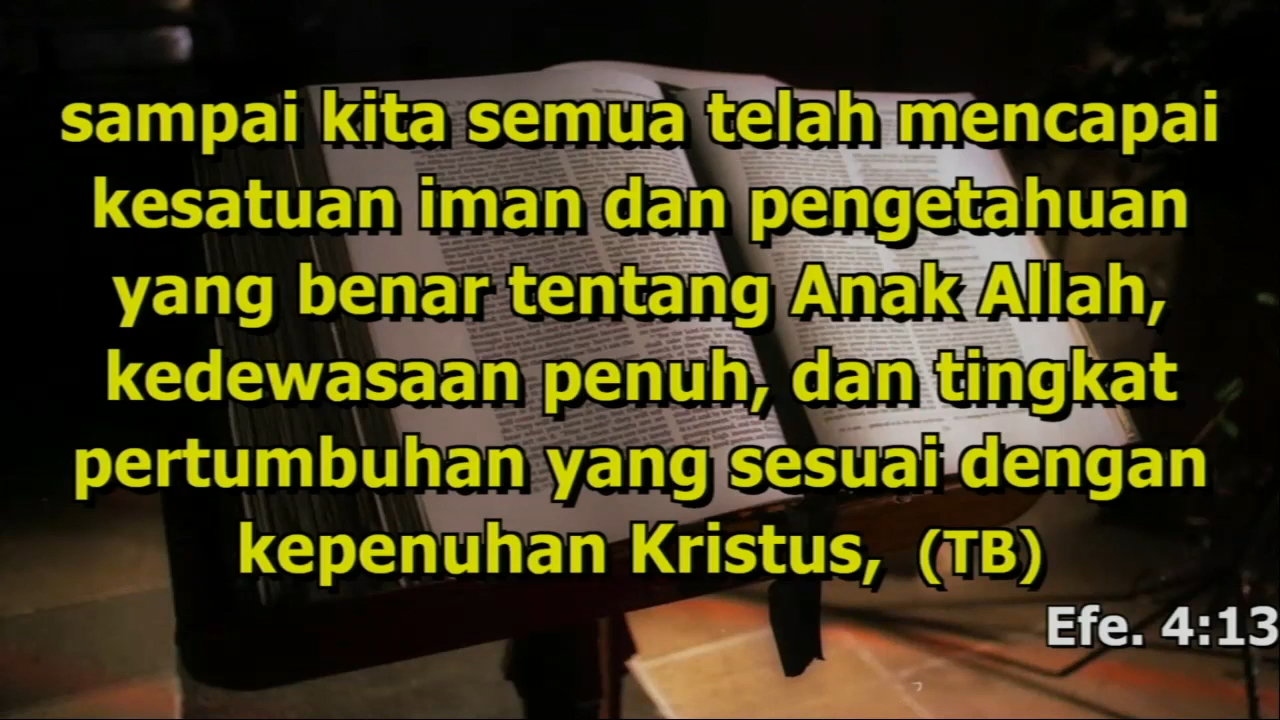 sampai kita semua telah mencapai
kesatuan iman dan pengetahuan
yang benar tentang Anak Allah,
kedewasaan penuh, dan tingkat
pertumbuhan yang sesuai dengan
kepenuhan Kristus, (TB)
Efe. 4:13